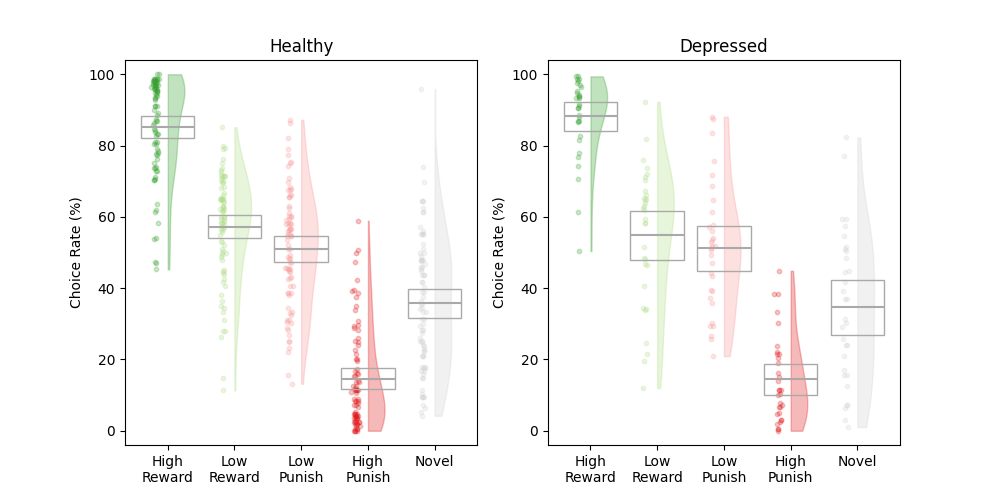 Healthy
Depressed
Choice Rate (%)
100
80
60
40
20
0
High
Reward
Low
Reward
Low
Punish
High
Punish
Novel
Choice Rate (%)
100
80
60
40
20
0
High
Reward
Low
Reward
Low
Punish
High
Punish
Novel